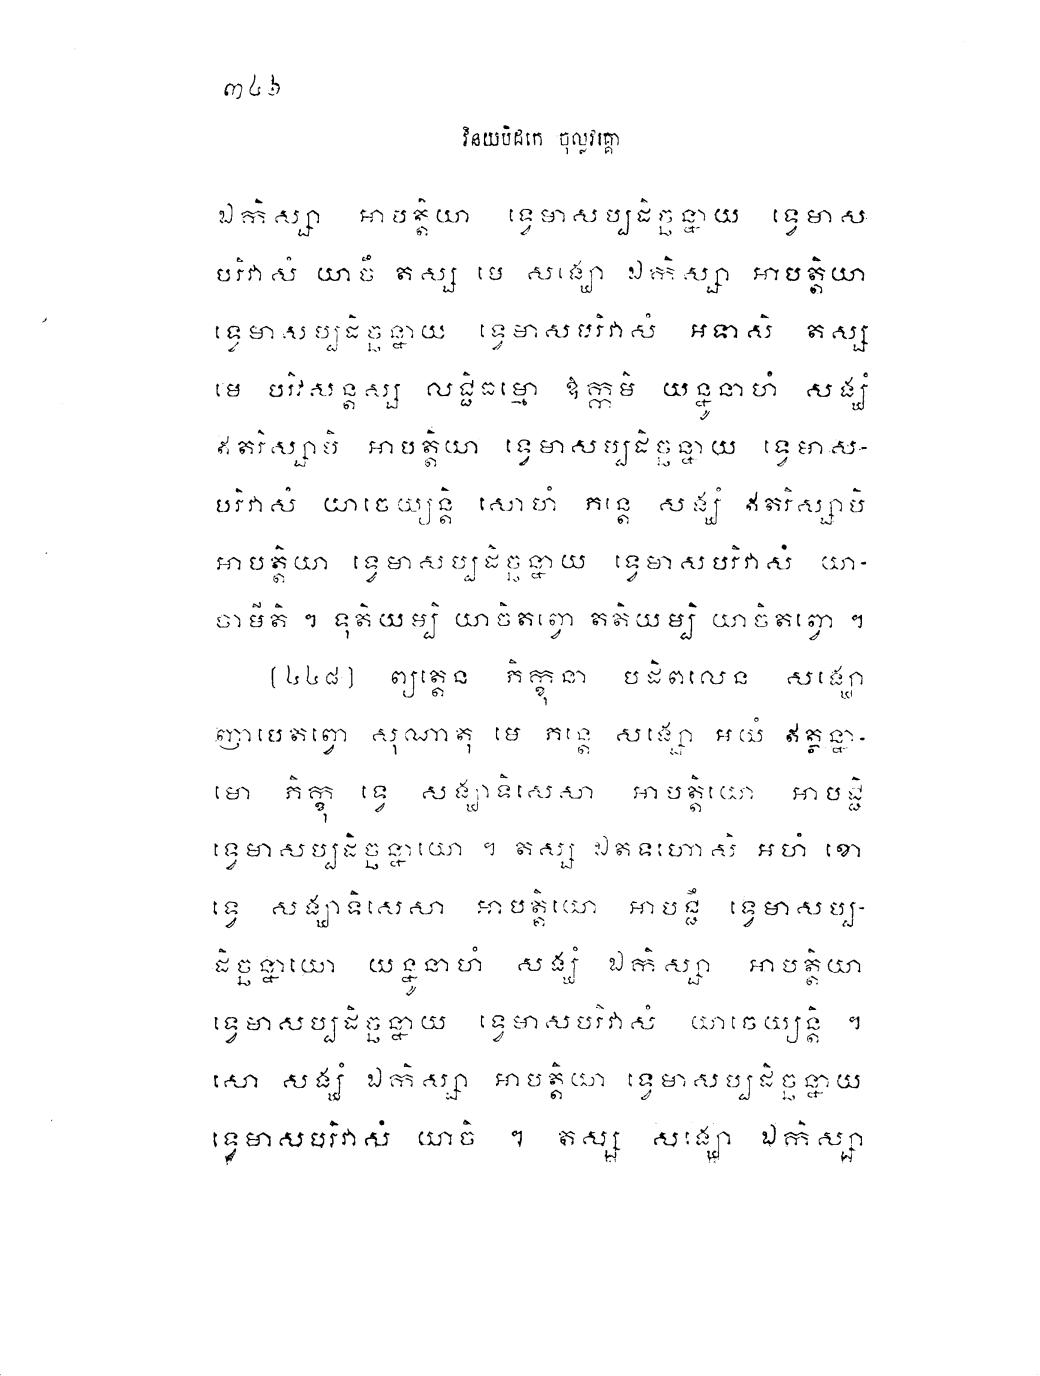 ៣៤៦
វិនយបិដកេ ចុល្លវគ្គោ
ឯកិស្សា អាបត្តិយា ទ្វេមាសប្បដិច្ឆន្នាយ ទ្វេមាស
បរិវាសំ យាចឹ តស្ស មេ សង្ឃោ ឯកិស្សា អាបត្តិយា
ទ្វេមាសប្បដិច្ឆន្នាយ ទ្វេមាសបរិវាសំ អទាសិ តស្ស
មេ បរិវសន្តស្ស លជ្ជិធម្មោ ឱក្កមិ យន្នូនាហំ សង្ឃំ
ឥតរិស្សាបិ អាបត្តិយា ទ្វេមាសប្បដិច្ឆន្នាយ ទ្វេមាស-
បរិវាសំ យាចេយ្យន្តិ សោហំ ភន្តេ សង្ឃំ ឥតរិស្សាបិ
អាបត្តិយា ទ្វេមាសប្បដិច្ឆន្នាយ ទ្វេមាសបរិវាសំ យា-
ចាមីតិ ។ ទុតិយម្បិ យាចិតព្វោ តតិយម្បិ យាចិតព្វោ ។
(៤៤៨) ព្យត្តេន ភិក្ខុនា បដិពលេន សង្ឃោ
ញាបេតព្វោ សុណាតុ មេ ភន្តេ សង្ឃោ អយំ ឥត្ថន្នា-
មោ ភិក្ខុ ទ្វេ សង្ឃាទិសេសា អាបត្តិយោ អាបជ្ជិ
ទ្វេមាសប្បដិច្ឆន្នាយោ ។ តស្ស ឯតទហោសិ អហំ ខោ
ទ្វេ សង្ឃាទិសេសា អាបត្តិយោ អាបជ្ជឹ ទ្វេមាសប្ប-
ដិច្ឆន្នាយោ យន្នូនាហំ សង្ឃំ ឯកិស្សា អាបត្តិយា
ទ្វេមាសប្បដិច្ឆន្នាយ ទ្វេមាសបរិវាសំ យាចេយ្យន្តិ ។
សោ សង្ឃំ ឯកិស្សា អាបត្តិយា ទ្វេមាសប្បដិច្ឆន្នាយ
ទ្វេមាសបរិវាសំ យាចិ ។ តស្ស សង្ឃោ ឯកិស្សា